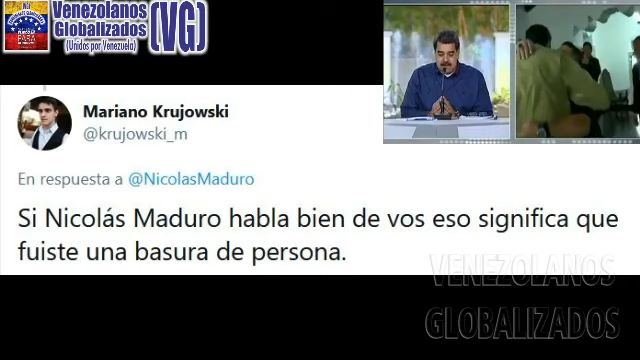 Venezolanos
Globalizados
(Unidos por Venezuela)
(VG)
Mariano Krujowski
@krujowski_m
En respuesta a @NicolasMaduro
Si Nicolás Maduro habla bien de vos eso significa que
fuiste una basura de persona.
VENEZOLANOS
GLOBALIZADOS